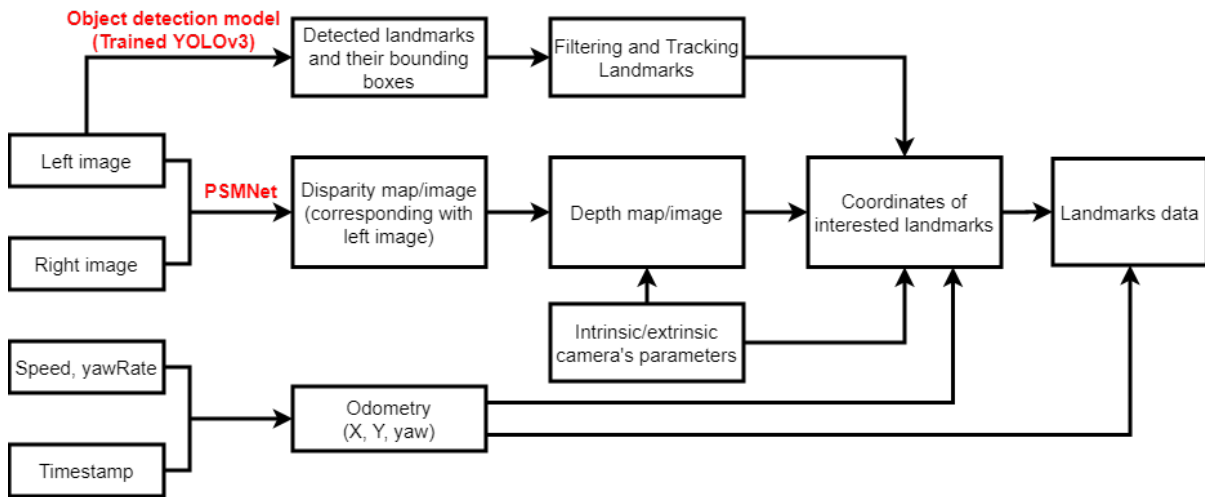 Object detection model
(Trained YOLOv3)
Detected landmarks
and their bounding
boxes
Filtering and Tracking
Landmarks
Left image
PSMNet
Disparity map/image
(corresponding with
left image)
Depth map/image
Coordinates of
interested landmarks
Landmarks data
Right image
Intrinsic/extrinsic
camera's parameters
Speed, yawRate
Odometry
(X, Y, yaw)
Timestamp